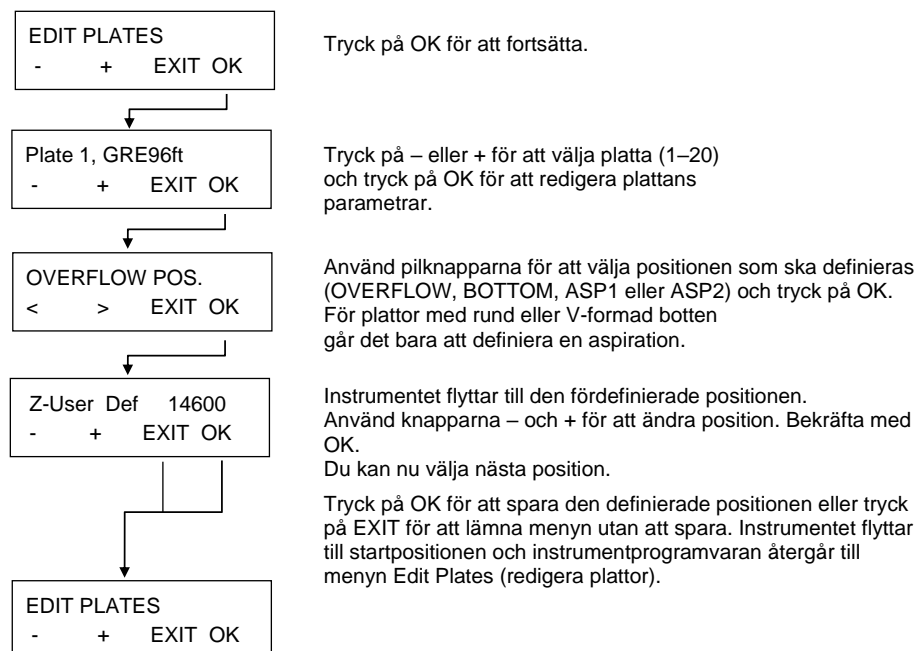 EDIT PLATES
- + EXIT OK
Tryck på OK för att fortsätta.
Plate 1, GRE96ft
- + EXIT OK
Tryck på – eller + för att välja platta (1–20)
och tryck på OK för att redigera plattans
parametrar.
OVERFLOW POS.
< > EXIT OK
Använd pilknapparna för att välja positionen som ska definieras
(OVERFLOW, BOTTOM, ASP1 eller ASP2) och tryck på OK.
För plattor med rund eller V-formad botten
går det bara att definiera en aspiration.
Z-User Def 14600
- + EXIT OK
Instrumentet flyttar till den fördefinierade positionen.
Använd knapparna – och + för att ändra position. Bekräfta med
OK.
Du kan nu välja nästa position.
Tryck på OK för att spara den definierade positionen eller tryck
på EXIT för att lämna menyn utan att spara. Instrumentet flyttar
till startpositionen och instrumentprogramvaran återgår till
menyn Edit Plates (redigera plattor).
EDIT PLATES
- + EXIT OK